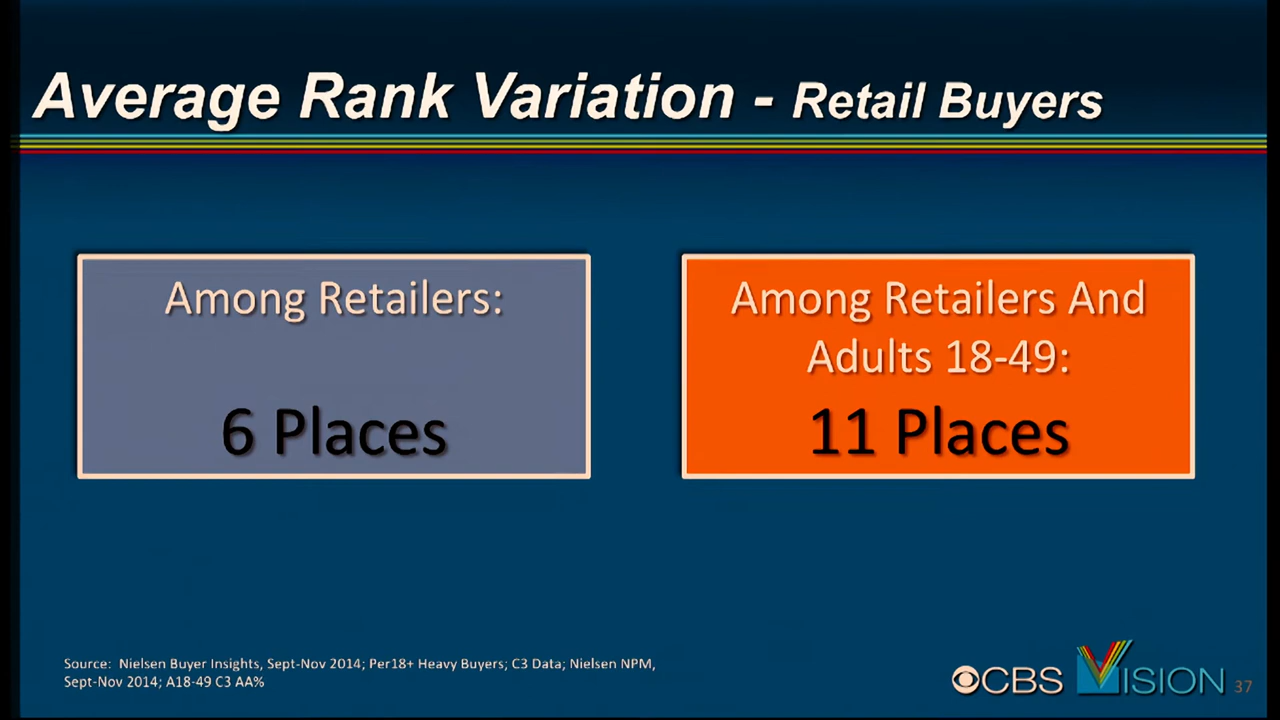 Average Rank Variation - Retail Buyers
Among Retailers:
6 Places
Among Retailers And
Adults 18-49:
11 Places
Source: Nielsen Buyer Insights, Sept-Nov 2014; Per18+ Heavy Buyers; C3 Data; Nielsen NPM,
Sept-Nov 2014; A18-49 C3 AA%
CBS VISION 37